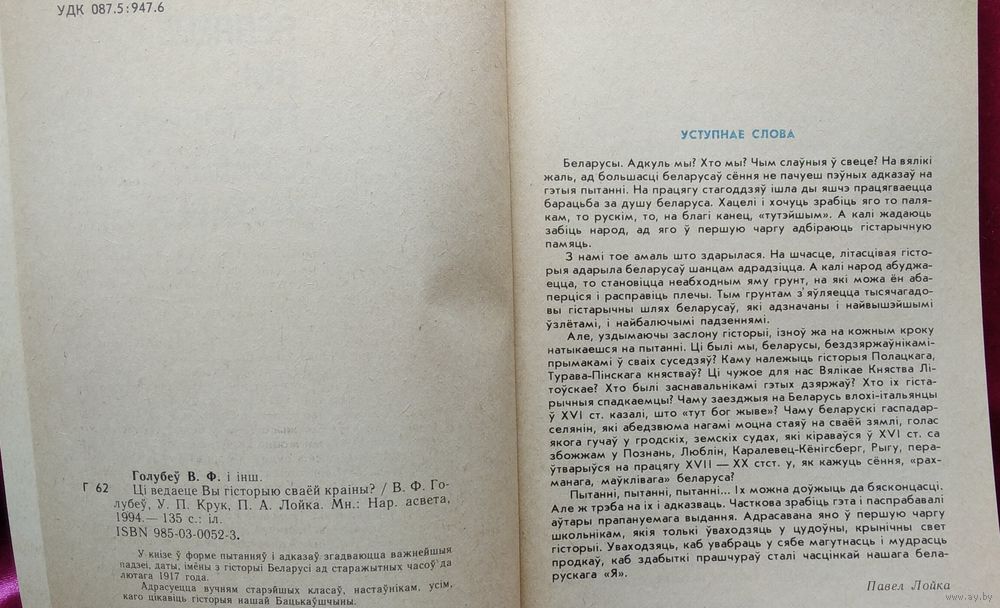 УДК 087.5:947.6
Голубеў В. Ф. і інш.
Г 62 Ці ведаеце Вы гісторыю сваёй краіны? / В. Ф. Го-
лубеў, У. П. Крук, П. А. Лойка. Мн.: Нар. асвета,
1994.— 135 с.: іл.
ISBN 985-03-0052-3.
У кнізе ў форме пытанняў і адказаў згадваюцца важнейшыя
падзеі, даты, імёны з гісторыі Беларусі ад старажытных часоў да
лютага 1917 года.
Адрасуецца вучням старэйшых класаў, настаўнікам, усім,
каго цікавіць гісторыя нашай Бацькаўшчыны.
УСТУПНАЕ СЛОВА
Беларусы. Адкуль мы? Хто мы? Чым слаўныя ў свеце? На вялікі
жаль, ад большасці беларусаў сёння не пачуеш пэўных адказаў на
гэтыя пытанні. На працягу стагоддзяў ішла ды яшчэ працягваецца
барацьба за душу беларуса. Хацелі і хочуць зрабіць яго то паля-
кам, то рускім, то, на благі канец, «тутэйшым». А калі жадаюць
забіць народ, ад яго ў першую чаргу адбіраюць гістарычную
памяць.
З намі тое амаль што здарылася. На шчасце, літасцівая гісто-
рыя адарыла беларусаў шанцам адрадзіцца. А калі народ абуджа-
ецца, то становіцца неабходным яму грунт, на які можа ён аба-
перціся і расправіць плечы. Тым грунтам з'яўляецца тысячагадо-
вы гістарычны шлях беларусаў, які адзначаны і найвышэйшымі
ўзлётамі, і найбалючымі падзеннямі.
Але, уздымаючы заслону гісторыі, ізноў жа на кожным кроку
натыкаешся на пытанні. Ці былі мы, беларусы, бездзяржаўнікамі-
прымакамі ў сваіх суседзяў? Каму належыць гісторыя Полацкага,
Турава-Пінскага княстваў? Ці чужое для нас Вялікае Княства Лі-
тоўскае? Хто былі заснавальнікамі гэтых дзяржаў? Хто іх гіста-
рычныя спадкаемцы? Чаму заезджыя на Беларусь влохі-італьянцы
ў XVI ст. казалі, што «тут бог жыве»? Чаму беларускі гаспадар-
селянін, які абедзвюма нагамі моцна стаяў на сваёй зямлі, голас
якога гучаў у гродскіх, земскіх судах, які кіраваўся ў XVI ст. са
збожжам у Познань, Люблін, Каралевец-Кёнігсберг, Рыгу, пера-
ўтварыўся на працягу XVII — XX стст. у, як кажуць сёння, «рах-
манага, маўклівага» беларуса?
Пытанні, пытанні, пытанні... Іх можна доўжыць да бясконцасці.
Але ж трэба на іх і адказваць. Часткова зрабіць гэта і паспрабавалі
аўтары прапануемага выдання. Адрасавана яно ў першую чаргу
школьнікам, якія толькі ўваходзяць у цудоўны, крынічны свет
гісторыі. Уваходзяць, каб увабраць у сябе магутнасць і мудрасць
продкаў, каб здабыткі прашчураў сталі часцінкай нашага бела-
рускага «Я».
Павел Лойка
www.ay.by